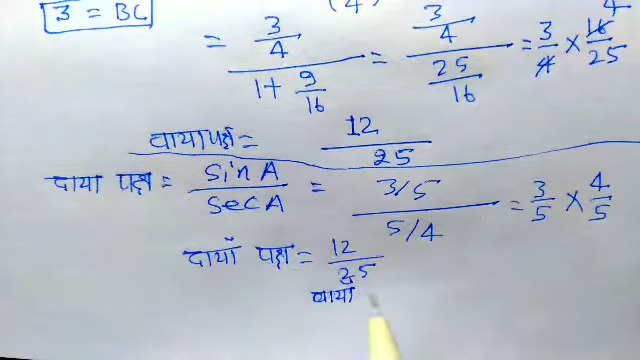 3 = BC
= (3/4)/(1+ 9/16) = (3/4)/(25/16) = 3/4 × 16/25
बायापक्ष = 12/25
दाया पक्ष = Sin A/Sec A = (3/5)/(5/4) = 3/5 × 4/5
दायाँ पक्ष = 12/25
बायाँ